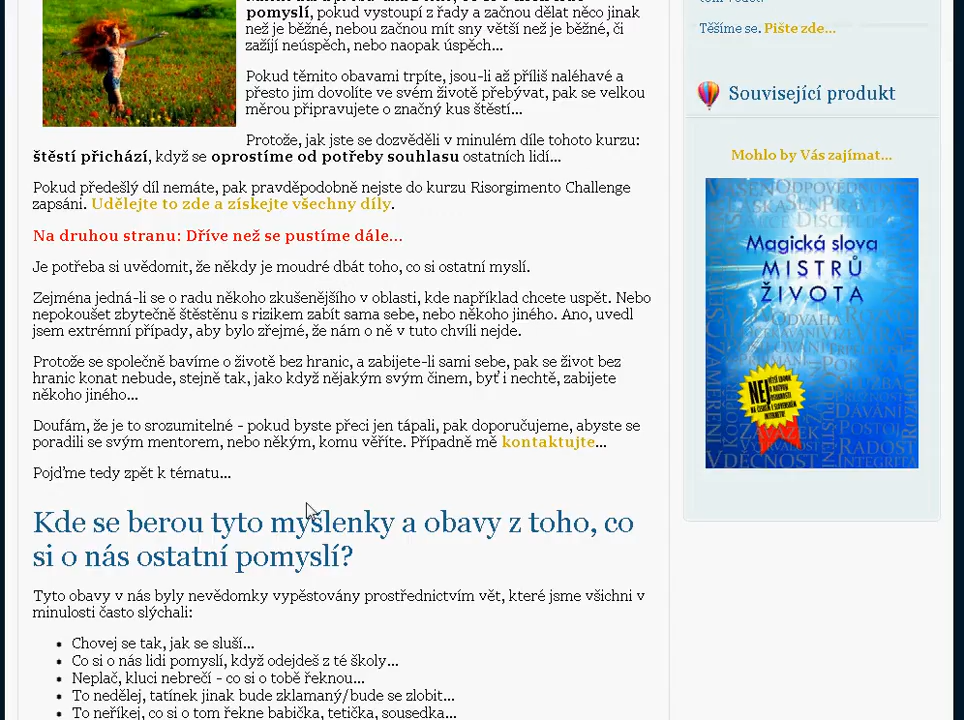 pomyslí, pokud vystoupí z řady a začnou dělat něco jinak
než je běžné, nebou začnou mít sny větší než je běžné, či
zažíjí neúspěch, nebo naopak úspěch...
Pokud těmito obavami trpíte, jsou-li až příliš naléhavé a
přesto jim dovolíte ve svém životě přebývat, pak se velkou
měrou připravujete o značný kus štěstí...
Protože, jak jste se dozvěděli v minulém díle tohoto kurzu:
štěstí přichází, když se oprostíme od potřeby souhlasu ostatních lidí...
Pokud předešlý díl nemáte, pak pravděpodobně nejste do kurzu Risorgimento Challenge
zapsáni. Udělejte to zde a získejte všechny díly.
Na druhou stranu: Dříve než se pustíme dále...
Je potřeba si uvědomit, že někdy je moudré dbát toho, co si ostatní myslí.
Zejména jedná-li se o radu někoho zkušenějšího v oblasti, kde například chcete uspět. Nebo
nepokoušet zbytečně štěstěnu s rizikem zabít sama sebe, nebo někoho jiného. Ano, uvedl
jsem extrémní případy, aby bylo zřejmé, že nám o ně v tuto chvíli nejde.
Protože se společně bavíme o životě bez hranic, a zabijete-li sami sebe, pak se život bez
hranic konat nebude, stejně tak, jako když nějakým svým činem, byť i nechtě, zabijete
někoho jiného...
Doufám, že je to srozumitelné - pokud byste přeci jen tápali, pak doporučujeme, abyste se
poradili se svým mentorem, nebo někým, komu věříte. Případně mě kontaktujte...
Pojďme tedy zpět k tématu...
Kde se berou tyto myšlenky a obavy z toho, co
si o nás ostatní pomyslí?
Tyto obavy v nás byly nevědomky vypěstovány prostřednictvím vět, které jsme všichni v
minulosti často slýchali:
Chovej se tak, jak se sluší...
Co si o nás lidi pomyslí, když odejdeš z té školy...
Neplač, kluci nebrečí - co si o tobě řeknou...
To nedělej, tatínek jinak bude zklamaný/bude se zlobit...
To neříkej, co si o tom řekne babička, tetička, sousedka...
Těšíme se. Pište zde...
Související produkt
Mohlo by Vás zajímat...
Magická slova
MISTRŮ
ŽIVOTA
ODVAHA
NEJ
DÁVÁNÍ
POSTOJ
VDĚČNOST
RADOST
INTEGRITA